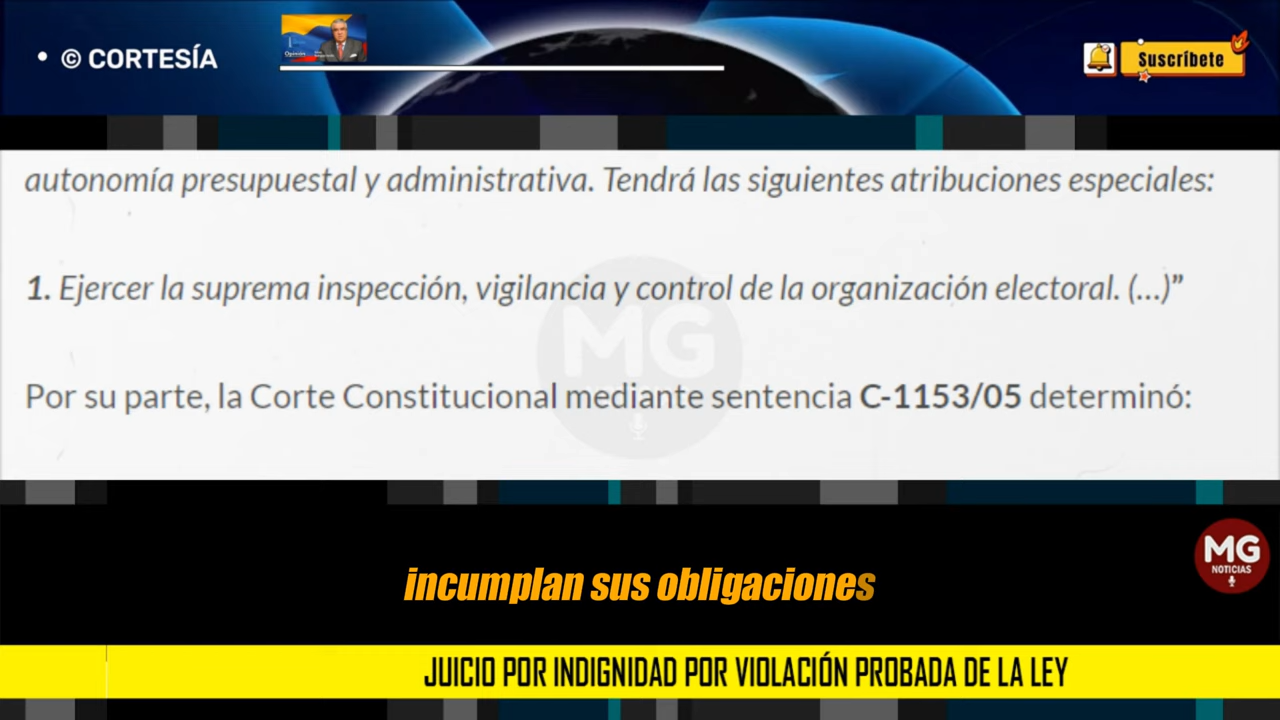 • © CORTESÍA
Opinión
Suscríbete
autonomía presupuestal y administrativa. Tendrá las siguientes atribuciones especiales:
1. Ejercer la suprema inspección, vigilancia y control de la organización electoral. (...)”
MG
Por su parte, la Corte Constitucional mediante sentencia C-1153/05 determinó:
MG
NOTICIAS
incumplan sus obligaciones
JUICIO POR INDIGNIDAD POR VIOLACIÓN PROBADA DE LA LEY